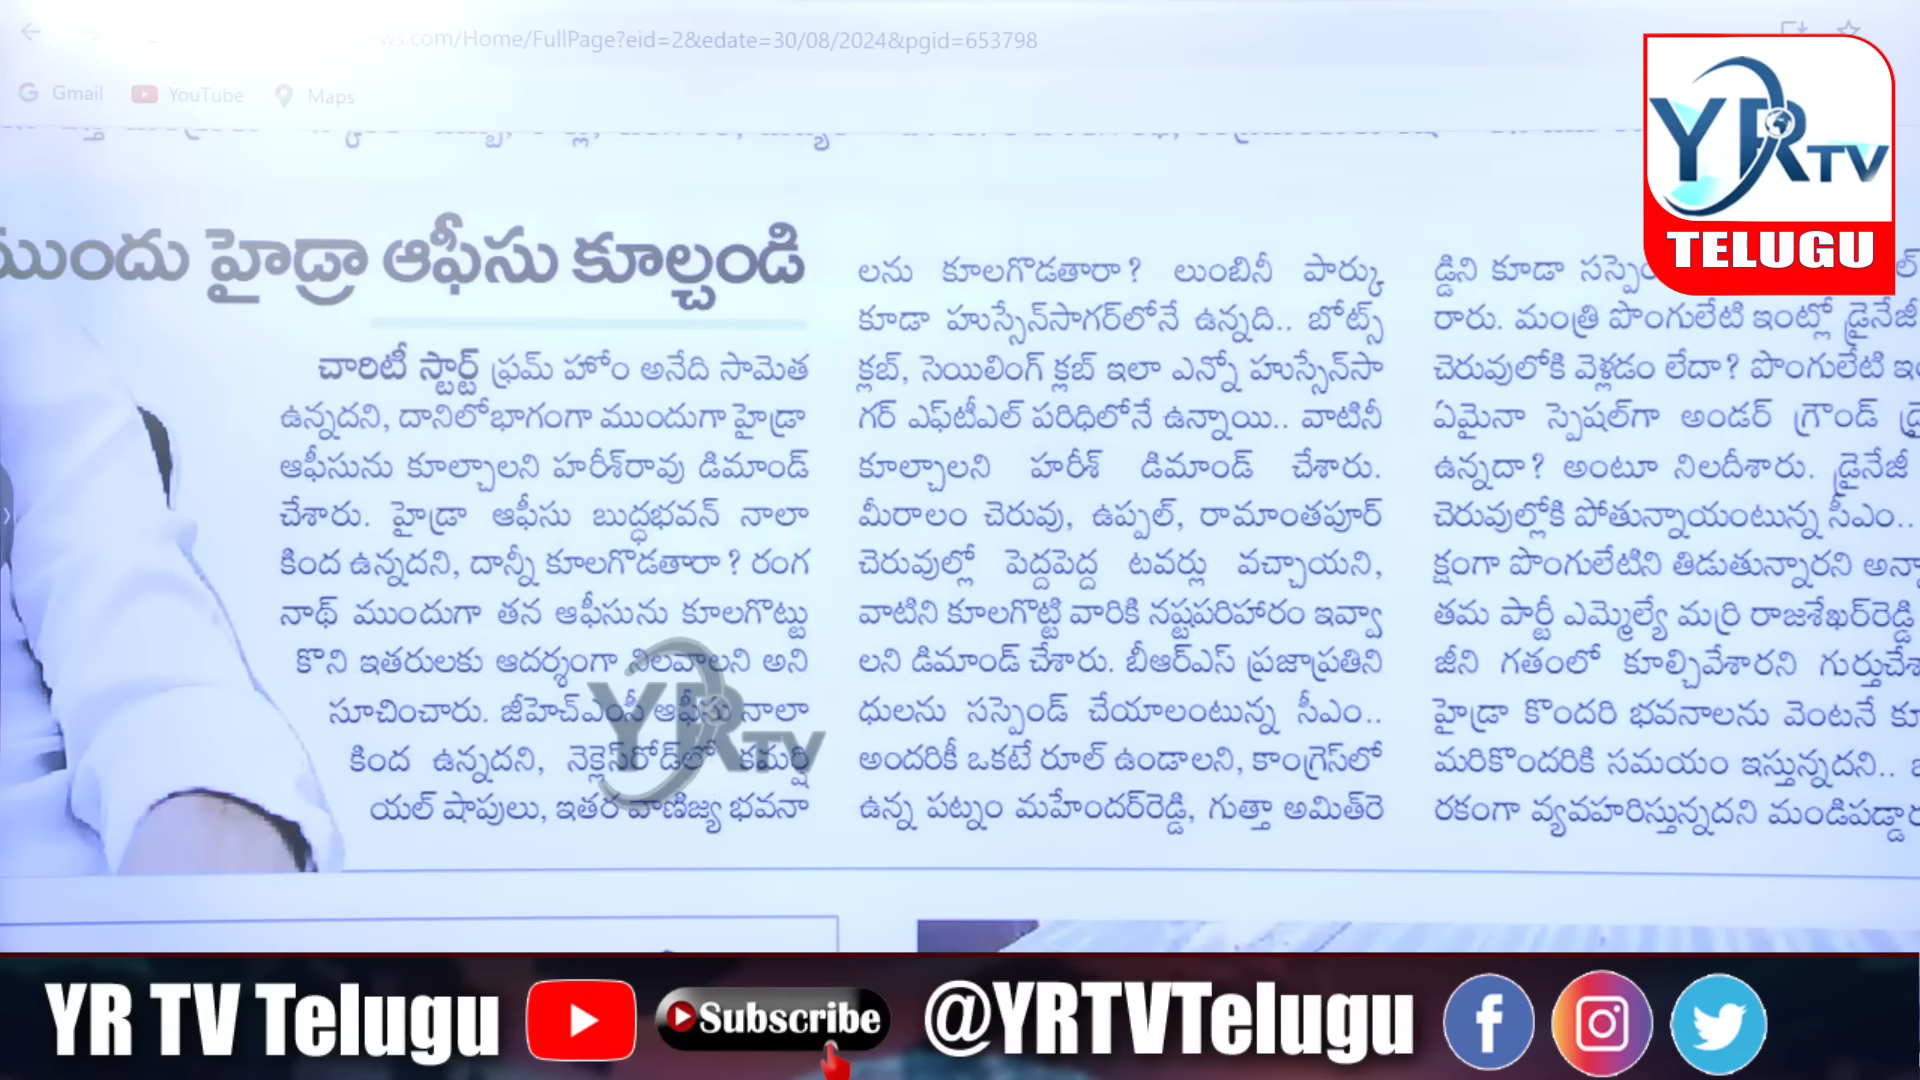 ws.com/Home/FullPage?eid=2&edate=30/08/2024&pgid=653798
Gmail YouTube Maps
YRTV
TELUGU
ముందు హైడ్రా ఆఫీసు కూల్చండి
చారిటీ స్టార్ట్ ఫ్రమ్ హోం అనేది సామెత
ఉన్నదని, దానిలోభాగంగా ముందుగా హైడ్రా
ఆఫీసును కూల్చాలని హరీశ్‌రావు డిమాండ్
చేశారు. హైడ్రా ఆఫీసు బుద్ధభవన్ నాలా
కింద ఉన్నదని, దాన్నీ కూలగొడతారా? రంగ
నాథ్ ముందుగా తన ఆఫీసును కూలగొట్టు
కొని ఇతరులకు ఆదర్శంగా నిలవాలని అని
సూచించారు. జీహెచ్ఎంసీ ఆఫీసు నాలా
కింద ఉన్నదని, నెక్లెస్‌రోడ్‌లో కమర్షి
యల్ షాపులు, ఇతర వాణిజ్య భవనా
లను కూలగొడతారా? లుంబినీ పార్కు
కూడా హుస్సేన్‌సాగర్‌లోనే ఉన్నది.. బోట్స్
క్లబ్, సెయిలింగ్ క్లబ్ ఇలా ఎన్నో హుస్సేన్‌సా
గర్ ఎఫ్‌టీఎల్ పరిధిలోనే ఉన్నాయి.. వాటినీ
కూల్చాలని హరీశ్ డిమాండ్ చేశారు.
మీరాలం చెరువు, ఉప్పల్, రామాంతపూర్
చెరువుల్లో పెద్దపెద్ద టవర్లు వచ్చాయని,
వాటిని కూలగొట్టి వారికి నష్టపరిహారం ఇవ్వా
లని డిమాండ్ చేశారు. బీఆర్ఎస్ ప్రజాప్రతిని
ధులను సస్పెండ్ చేయాలంటున్న సీఎం..
అందరికీ ఒకటే రూల్ ఉండాలని, కాంగ్రెస్‌లో
ఉన్న పట్నం మహేందర్‌రెడ్డి, గుత్తా అమిత్‌రె
డ్డిని కూడా
రారు. మంత్రి పొంగులేటి ఇంట్లో డ్రైనేజీ
చెరువులోకి వెళ్లడం లేదా? పొంగులేటి
ఏమైనా స్పెషల్‌గా అండర్ గ్రౌండ్
ఉన్నదా? అంటూ నిలదీశారు. డ్రైనేజీ
చెరువుల్లోకి పోతున్నాయంటున్న సీఎం..
క్షంగా పొంగులేటిని తిడుతున్నారని
తమ పార్టీ ఎమ్మెల్యే మర్రి రాజశేఖర్‌రెడ్డి
జీని గతంలో కూల్చివేశారని
హైడ్రా కొందరి భవనాలను వెంటనే
మరికొందరికి సమయం ఇస్తున్నదని..
రకంగా వ్యవహరిస్తున్నదని
YRTV
YR TV Telugu Subscribe @YRTVTelugu